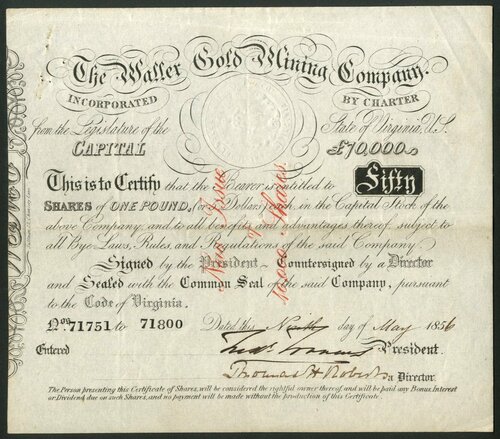 The Waller Gold Mining Company.
INCORPORATED BY CHARTER
from the Legislature of the State of Virginia, U.S.
CAPITAL £70,000
This is to Certify that the Bearer is entitled to Fifty
SHARES of ONE POUND, (or Dollars) each, in the Capital Stock of the
above Company, and to all benefits and advantages thereof, subject to
all Bye-Laws, Rules and Regulations of the said Company.
New Issue
10,000 Shares
Signed by the President – Countersigned by a Director
and Sealed with the Common Seal of the said Company, pursuant
to the Code of Virginia.
Nos 71751 to 71800 Dated this Ninth day of May 1856
Entered President.
Thomas H Roberts a Director.
The Person presenting this Certificate of Shares, will be considered the rightful owner thereof, and will be paid any Bonus, Interest
or Dividend, due on such Shares, and no payment will be made without the production of this Certificate.